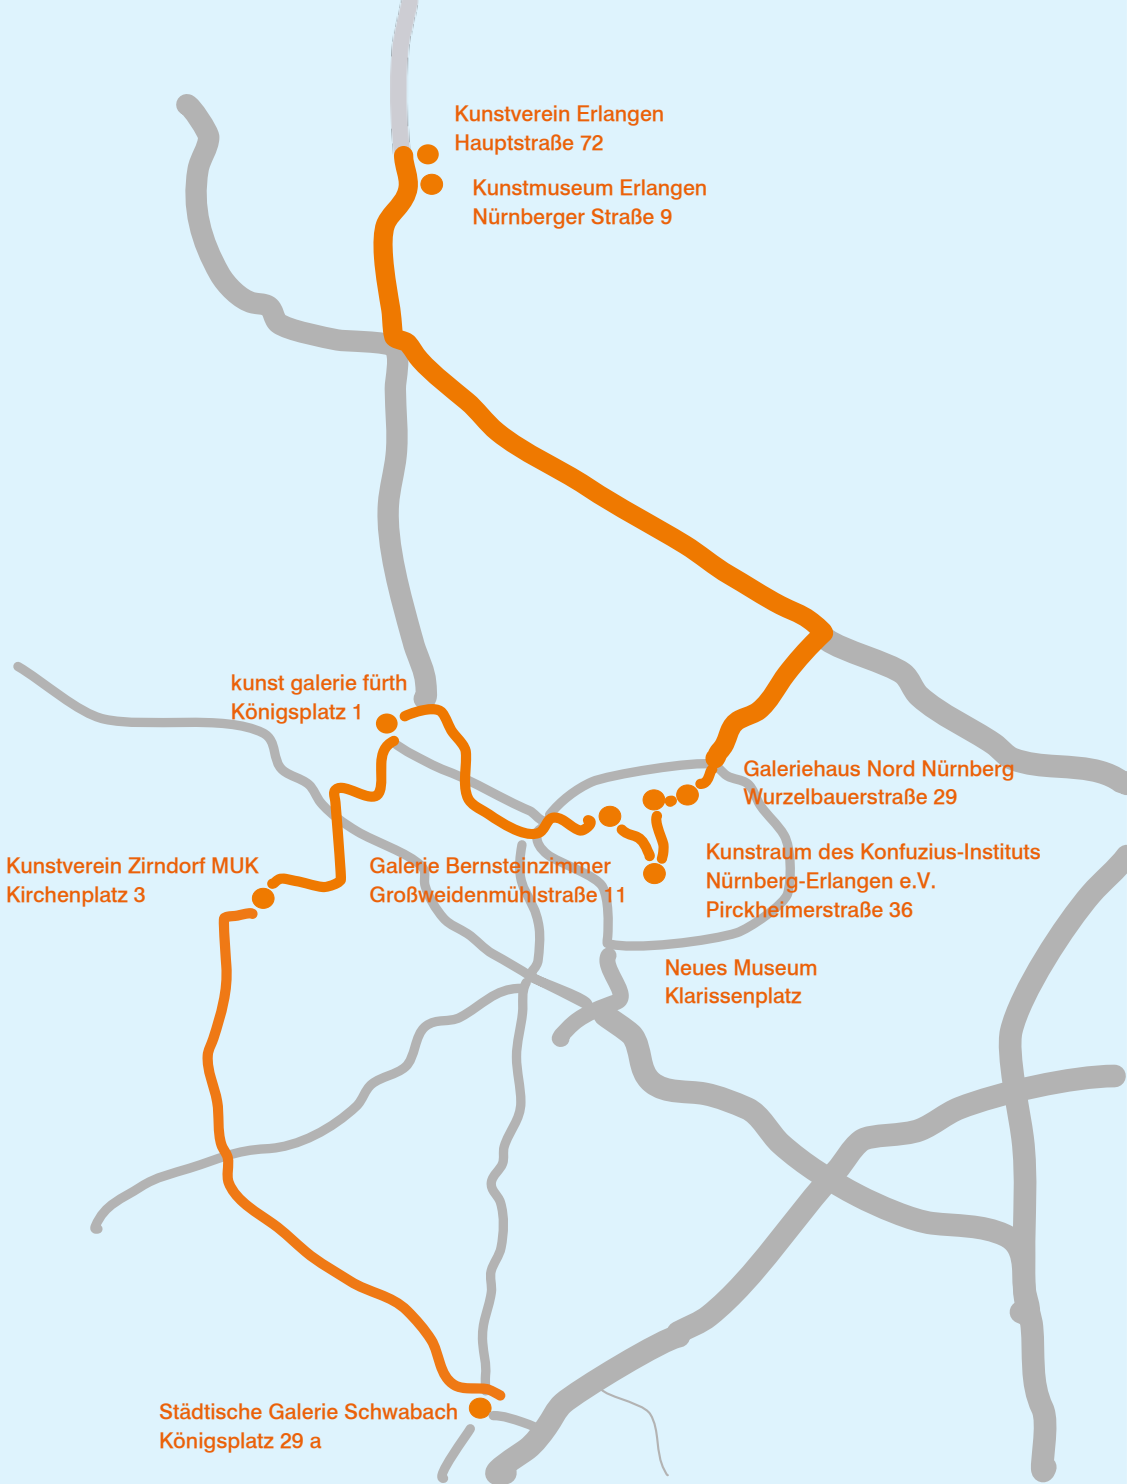 Kunstverein Erlangen
Hauptstraße 72
Kunstmuseum Erlangen
Nürnberger Straße 9
kunst galerie fürth
Königsplatz 1
Galeriehaus Nord Nürnberg
Wurzelbauerstraße 29
Kunstverein Zirndorf MUK
Kirchenplatz 3
Galerie Bernsteinzimmer
Großweidenmühlstraße 11
Kunstraum des Konfuzius-Instituts
Nürnberg-Erlangen e.V.
Pirckheimerstraße 36
Neues Museum
Klarissenplatz
Städtische Galerie Schwabach
Königsplatz 29 a